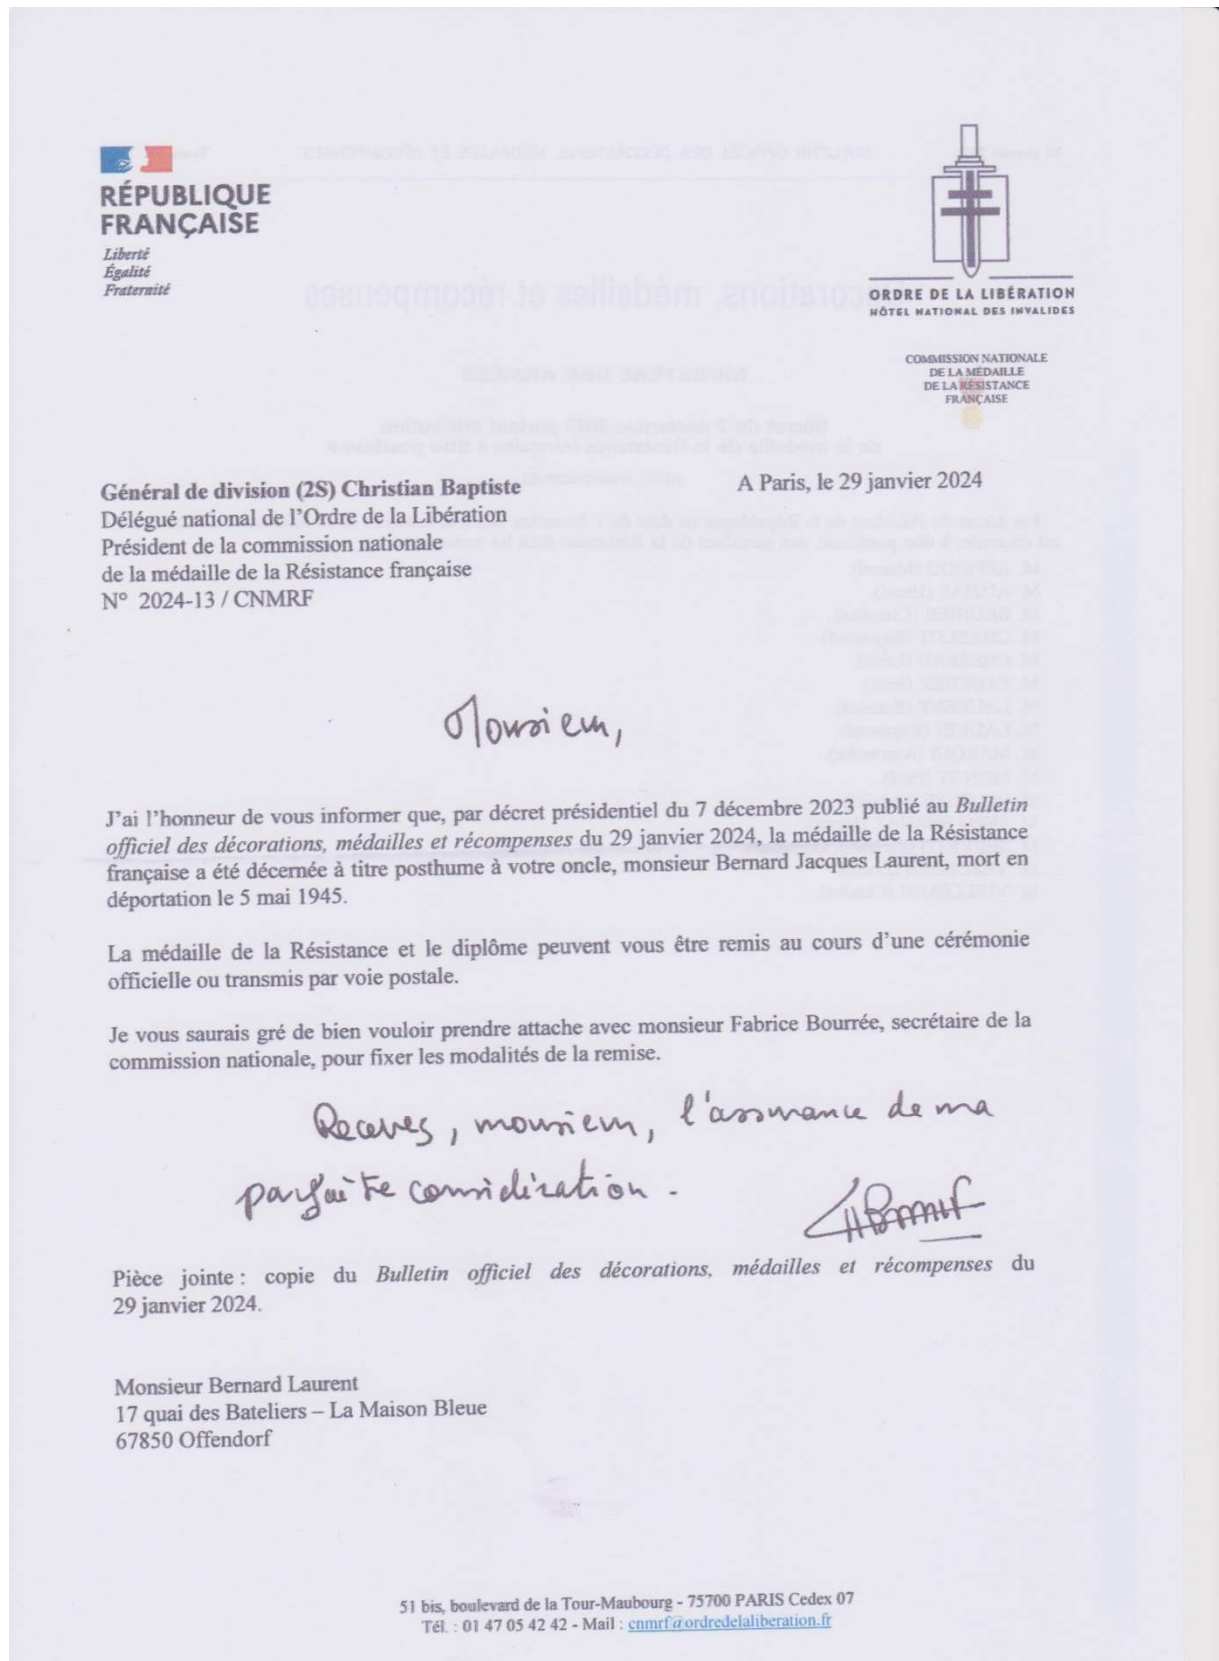 RÉPUBLIQUE
FRANÇAISE
Liberté
Égalité
Fraternité
ORDRE DE LA LIBÉRATION
HÔTEL NATIONAL DES INVALIDES
COMMISSION NATIONALE
DE LA MÉDAILLE
DE LA RÉSISTANCE
FRANÇAISE
Général de division (2S) Christian Baptiste
A Paris, le 29 janvier 2024
Délégué national de l'Ordre de la Libération
Président de la commission nationale
de la médaille de la Résistance française
N° 2024-13 / CNMRF
Monsieur,
J'ai l'honneur de vous informer que, par décret présidentiel du 7 décembre 2023 publié au Bulletin
officiel des décorations, médailles et récompenses du 29 janvier 2024, la médaille de la Résistance
française a été décernée à titre posthume à votre oncle, monsieur Bernard Jacques Laurent, mort en
déportation le 5 mai 1945.
La médaille de la Résistance et le diplôme peuvent vous être remis au cours d'une cérémonie
officielle ou transmis par voie postale.
Je vous saurais gré de bien vouloir prendre attache avec monsieur Fabrice Bourrée, secrétaire de la
commission nationale, pour fixer les modalités de la remise.
Recevez, monsieur, l'assurance de ma
parfaite considération.
Pièce jointe : copie du Bulletin officiel des décorations, médailles et récompenses du
29 janvier 2024.
Monsieur Bernard Laurent
17 quai des Bateliers – La Maison Bleue
67850 Offendorf
51 bis, boulevard de la Tour-Maubourg - 75700 PARIS Cedex 07
Tél. : 01 47 05 42 42 - Mail : cnmrf@ordredelaliberation.fr